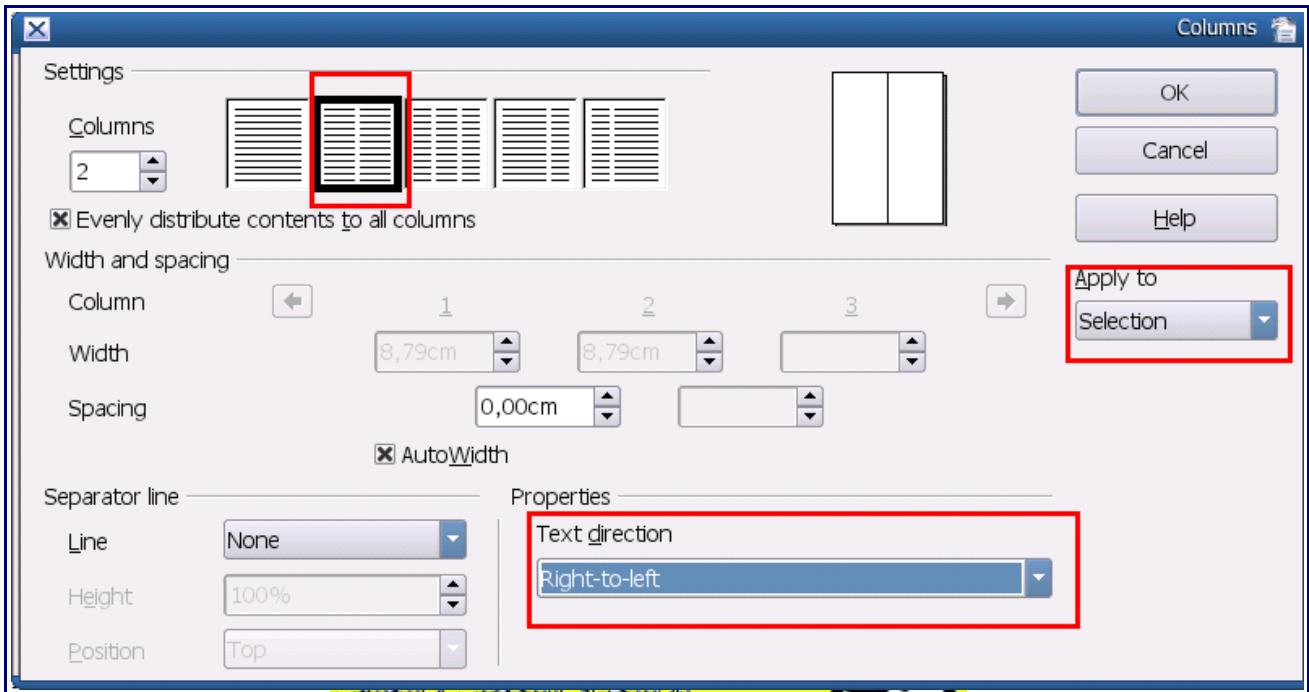 Columns
Settings
Columns
2
Evenly distribute contents to all columns
OK
Cancel
Help
Apply to
Selection
Width and spacing
Column 1 2 3
Width 8,79cm 8,79cm
Spacing 0,00cm
AutoWidth
Separator line
Line None
Height 100%
Position Top
Properties
Text direction
Right-to-left